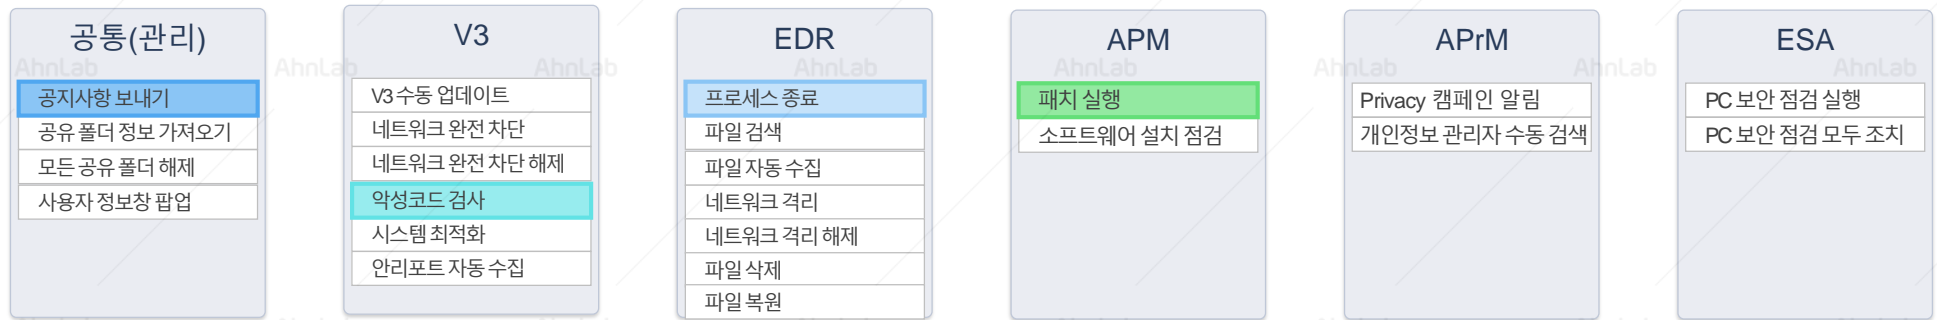 공통(관리)
공지사항 보내기
공유 폴더 정보 가져오기
모든 공유 폴더 해제
사용자 정보창 팝업
V3
V3 수동 업데이트
네트워크 완전 차단
네트워크 완전 차단 해제
악성코드 검사
시스템 최적화
안리포트 자동 수집
EDR
프로세스 종료
파일 검색
파일 자동 수집
네트워크 격리
네트워크 격리 해제
파일 삭제
파일 복원
APM
패치 실행
소프트웨어 설치 점검
APrM
Privacy 캠페인 알림
개인정보 관리자 수동 검색
ESA
PC 보안 점검 실행
PC 보안 점검 모두 조치
AhnLab
AhnLab
AhnLab
AhnLab
AhnLab
AhnLab
AhnLab
AhnLab